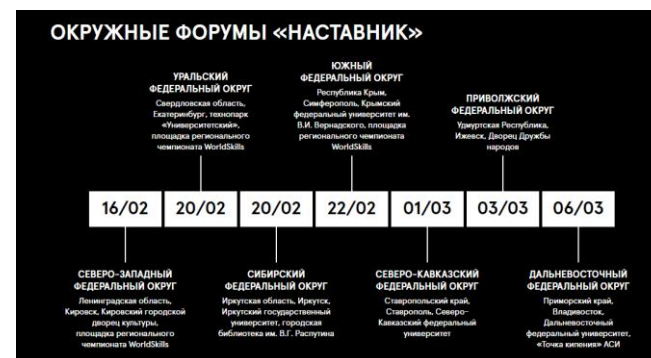 ОКРУЖНЫЕ ФОРУМЫ «НАСТАВНИК»
УРАЛЬСКИЙ
ФЕДЕРАЛЬНЫЙ ОКРУГ
Свердловская область,
Екатеринбург, технопарк
«Университетский»,
площадка регионального
чемпионата WorldSkills
ЮЖНЫЙ
ФЕДЕРАЛЬНЫЙ ОКРУГ
Республика Крым,
Симферополь, Крымский
федеральный университет им.
В.И. Вернадского, площадка
регионального чемпионата
WorldSkills
ПРИВОЛЖСКИЙ
ФЕДЕРАЛЬНЫЙ ОКРУГ
Удмуртская Республика,
Ижевск, Дворец Дружбы
народов
16/02
20/02
20/02
22/02
01/03
03/03
06/03
СЕВЕРО-ЗАПАДНЫЙ
ФЕДЕРАЛЬНЫЙ ОКРУГ
Ленинградская область,
Кировск, Кировский городской
дворец культуры,
площадка регионального
чемпионата WorldSkills
СИБИРСКИЙ
ФЕДЕРАЛЬНЫЙ ОКРУГ
Иркутская область, Иркутск,
Иркутский государственный
университет, городская
библиотека им. В.Г. Распутина
СЕВЕРО-КАВКАЗСКИЙ
ФЕДЕРАЛЬНЫЙ ОКРУГ
Ставропольский край,
Ставрополь, Северо-
Кавказский федеральный
университет
ДАЛЬНЕВОСТОЧНЫЙ
ФЕДЕРАЛЬНЫЙ ОКРУГ
Приморский край,
Владивосток,
Дальневосточный
федеральный университет,
«Точка кипения» АСИ